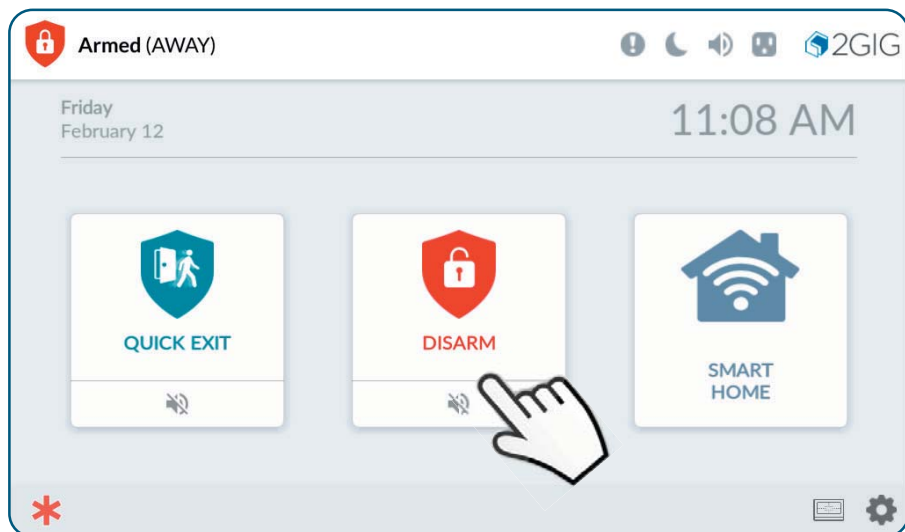 Armed (AWAY)
2GIG
Friday
February 12
11:08 AM
QUICK EXIT
DISARM
SMART
HOME